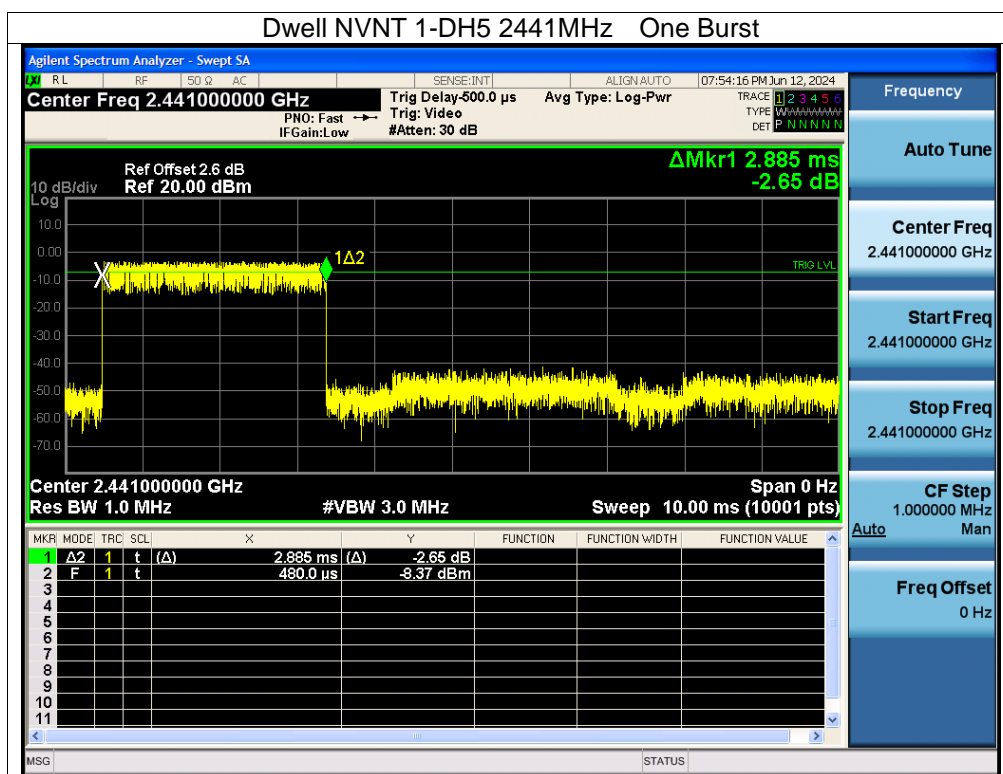 Dwell NVNT 1-DH5 2441MHz One Burst
Agilent Spectrum Analyzer - Swept SA
LXI RL RF 50 Ω AC SENSE:INT ALIGN AUTO 07:54:16 PM Jun 12, 2024
Center Freq 2.441000000 GHz Trig Delay-500.0 µs Avg Type: Log-Pwr TRACE 1 2 3 4 5 6
PNO: Fast Trig: Video TYPE WWWWWW
IFGain:Low #Atten: 30 dB DET P N N N N N
Frequency
Auto Tune
Center Freq
2.441000000 GHz
Start Freq
2.441000000 GHz
Stop Freq
2.441000000 GHz
CF Step
1.000000 MHz
Auto Man
Freq Offset
0 Hz
ΔMkr1 2.885 ms
-2.65 dB
Ref Offset 2.6 dB
10 dB/div Ref 20.00 dBm
Log
10.0
0.00
-10.0
-20.0
-30.0
-40.0
-50.0
-60.0
-70.0
1Δ2
TRIG LVL
Center 2.441000000 GHz Span 0 Hz
Res BW 1.0 MHz #VBW 3.0 MHz Sweep 10.00 ms (10001 pts)
MKR MODE TRC SCL X Y FUNCTION FUNCTION WIDTH FUNCTION VALUE
1 Δ2 1 t (Δ) 2.885 ms (Δ) -2.65 dB
2 F 1 t 480.0 µs -8.37 dBm
3
4
5
6
7
8
9
10
11
MSG STATUS